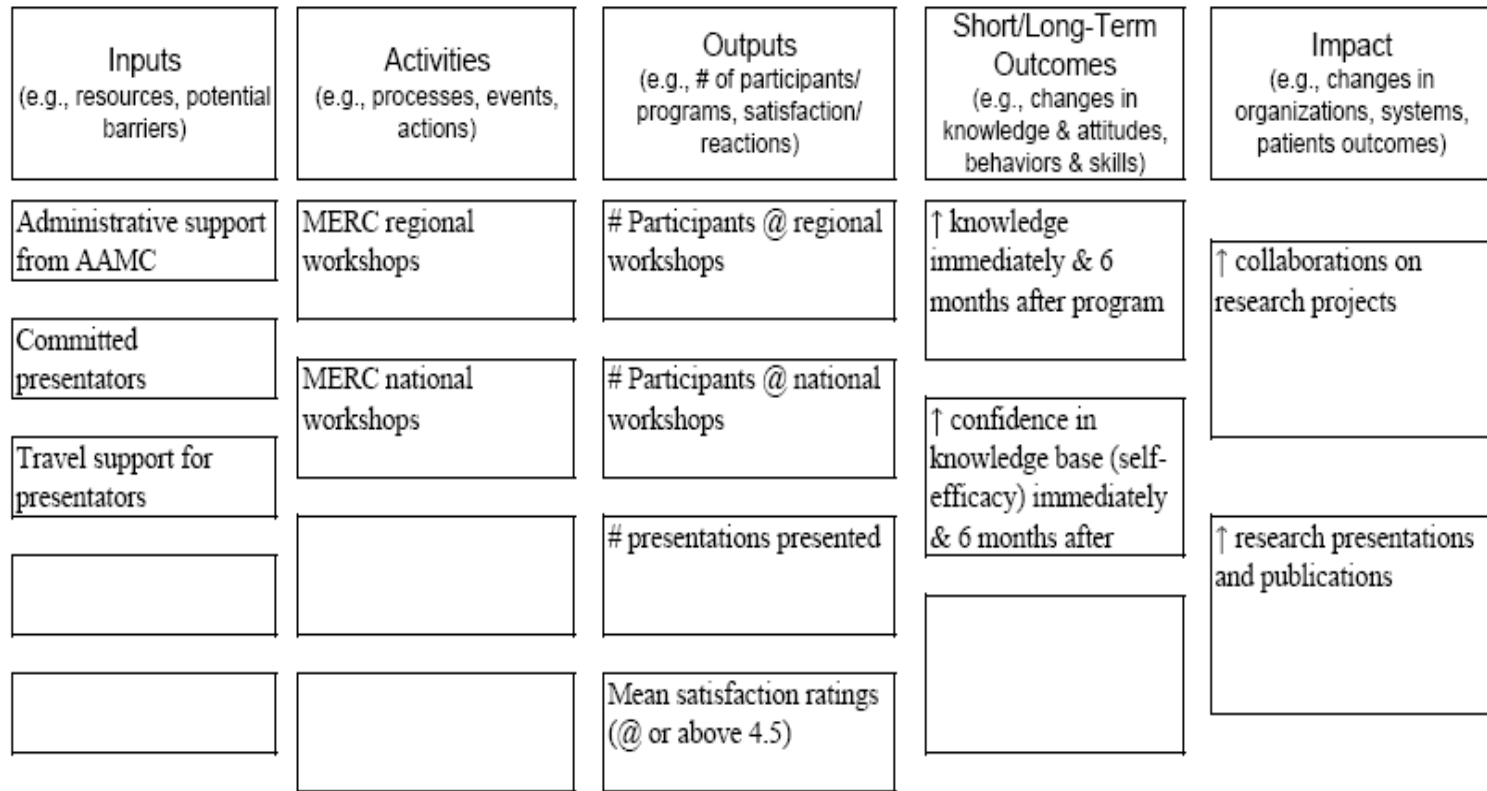 Inputs
(e.g., resources, potential
barriers)
Activities
(e.g., processes, events,
actions)
Outputs
(e.g., # of participants/
programs, satisfaction/
reactions)
Short/Long-Term
Outcomes
(e.g., changes in
knowledge & attitudes,
behaviors & skills)
Impact
(e.g., changes in
organizations, systems,
patients outcomes)
Administrative support
from AAMC
Committed
presentators
Travel support for
presentators
MERC regional
workshops
MERC national
workshops
# Participants @ regional
workshops
# Participants @ national
workshops
# presentations presented
Mean satisfaction ratings
(@ or above 4.5)
↑ knowledge
immediately & 6
months after program
↑ confidence in
knowledge base (self-
efficacy) immediately
& 6 months after
↑ collaborations on
research projects
↑ research presentations
and publications